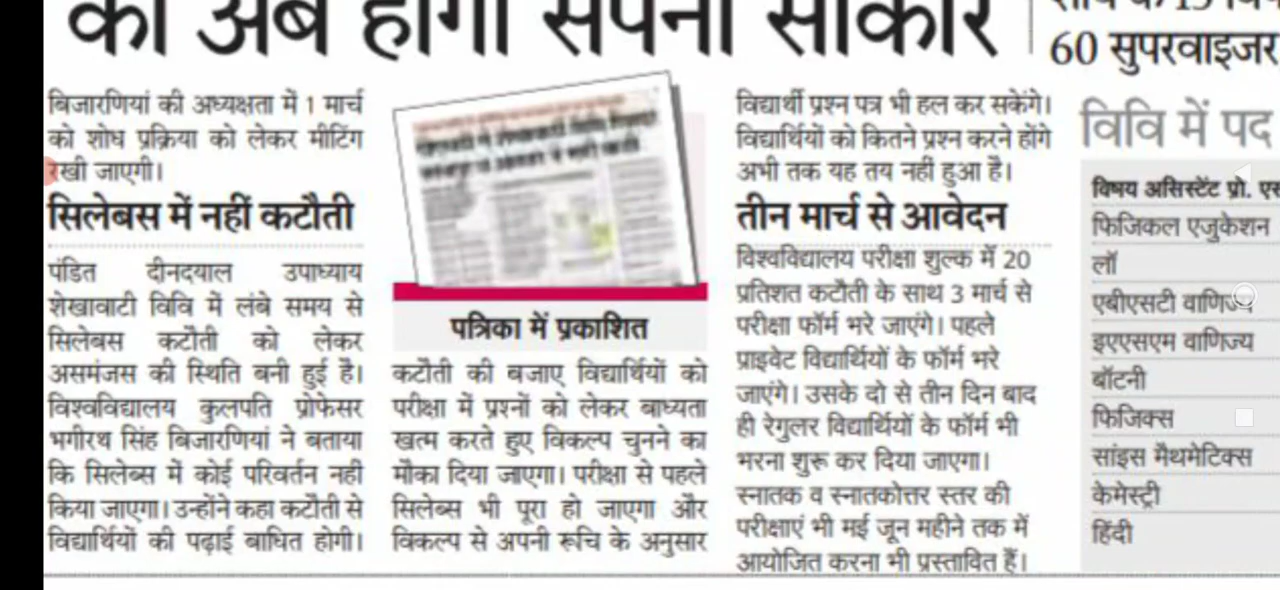 को अब होगा सपना साकार
60 सुपरवाइजर
बिजारणियां की अध्यक्षता में 1 मार्च
को शोध प्रक्रिया को लेकर मीटिंग
रखी जाएगी।
सिलेबस में नहीं कटौती
पंडित दीनदयाल उपाध्याय
शेखावाटी विवि में लंबे समय से
सिलेबस कटौती को लेकर
असमंजस की स्थिति बनी हुई है।
विश्वविद्यालय कुलपति प्रोफेसर
भगीरथ सिंह बिजारणियां ने बताया
कि सिलेब्स में कोई परिवर्तन नही
किया जाएगा। उन्होंने कहा कटौती से
विद्यार्थियों की पढ़ाई बाधित होगी।
पत्रिका में प्रकाशित
कटौती की बजाए विद्यार्थियों को
परीक्षा में प्रश्नों को लेकर बाध्यता
खत्म करते हुए विकल्प चुनने का
मौका दिया जाएगा। परीक्षा से पहले
सिलेब्स भी पूरा हो जाएगा और
विकल्प से अपनी रूचि के अनुसार
विद्यार्थी प्रश्न पत्र भी हल कर सकेंगे।
विद्यार्थियों को कितने प्रश्न करने होंगे
अभी तक यह तय नहीं हुआ है।
तीन मार्च से आवेदन
विश्वविद्यालय परीक्षा शुल्क में 20
प्रतिशत कटौती के साथ 3 मार्च से
परीक्षा फॉर्म भरे जाएंगे। पहले
प्राइवेट विद्यार्थियों के फॉर्म भरे
जाएंगे। उसके दो से तीन दिन बाद
ही रेगुलर विद्यार्थियों के फॉर्म भी
भरना शुरू कर दिया जाएगा।
स्नातक व स्नातकोत्तर स्तर की
परीक्षाएं भी मई जून महीने तक में
आयोजित करना भी प्रस्तावित हैं।
विवि में पद
विषय असिस्टेंट प्रो. एस
फिजिकल एजुकेशन
लॉ
एबीएसटी वाणिज्य
इएएसएम वाणिज्य
बॉटनी
फिजिक्स
सांइस मैथमेटिक्स
केमेस्ट्री
हिंदी